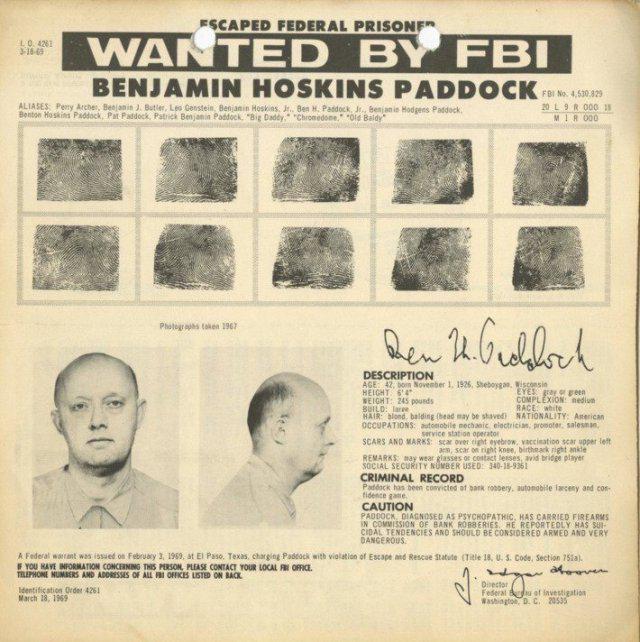 ESCAPED FEDERAL PRISONER
I. O. 4261
3-18-69
WANTED BY FBI
BENJAMIN HOSKINS PADDOCK
FBI No. 4,530,829
ALIASES: Perry Archer, Benjamin J. Butler, Leo Genstein, Benjamin Hoskins, Jr., Ben H. Paddock, Jr., Benjamin Hodgens Paddock,
Benton Hoskins Paddock, Pat Paddock, Patrick Benjamin Paddock, "Big Daddy," "Chromedome," "Old Baldy"
20 L 9 R OOO 18
M 1 R OOO
Photographs taken 1967
Ben H. Paddock
DESCRIPTION
AGE: 42, born November 1, 1926, Sheboygan, Wisconsin
HEIGHT: 6'4" EYES: gray or green
WEIGHT: 245 pounds COMPLEXION: medium
BUILD: large RACE: white
HAIR: blond, balding (head may be shaved) NATIONALITY: American
OCCUPATIONS: automobile mechanic, electrician, promoter, salesman,
service station operator
SCARS AND MARKS: scar over right eyebrow, vaccination scar upper left
arm, scar on right knee, birthmark right ankle
REMARKS: may wear glasses or contact lenses, avid bridge player
SOCIAL SECURITY NUMBER USED: 340-18-9361
CRIMINAL RECORD
Paddock has been convicted of bank robbery, automobile larceny and con-
fidence game.
CAUTION
PADDOCK, DIAGNOSED AS PSYCHOPATHIC, HAS CARRIED FIREARMS
IN COMMISSION OF BANK ROBBERIES. HE REPORTEDLY HAS SUI-
CIDAL TENDENCIES AND SHOULD BE CONSIDERED ARMED AND VERY
DANGEROUS.
A Federal warrant was issued on February 3, 1969, at El Paso, Texas, charging Paddock with violation of Escape and Rescue Statute (Title 18, U. S. Code, Section 751a).
IF YOU HAVE INFORMATION CONCERNING THIS PERSON, PLEASE CONTACT YOUR LOCAL FBI OFFICE.
TELEPHONE NUMBERS AND ADDRESSES OF ALL FBI OFFICES LISTED ON BACK.
J. Edgar Hoover
Director
Federal Bureau of Investigation
Washington, D. C. 20535
Identification Order 4261
March 18, 1969